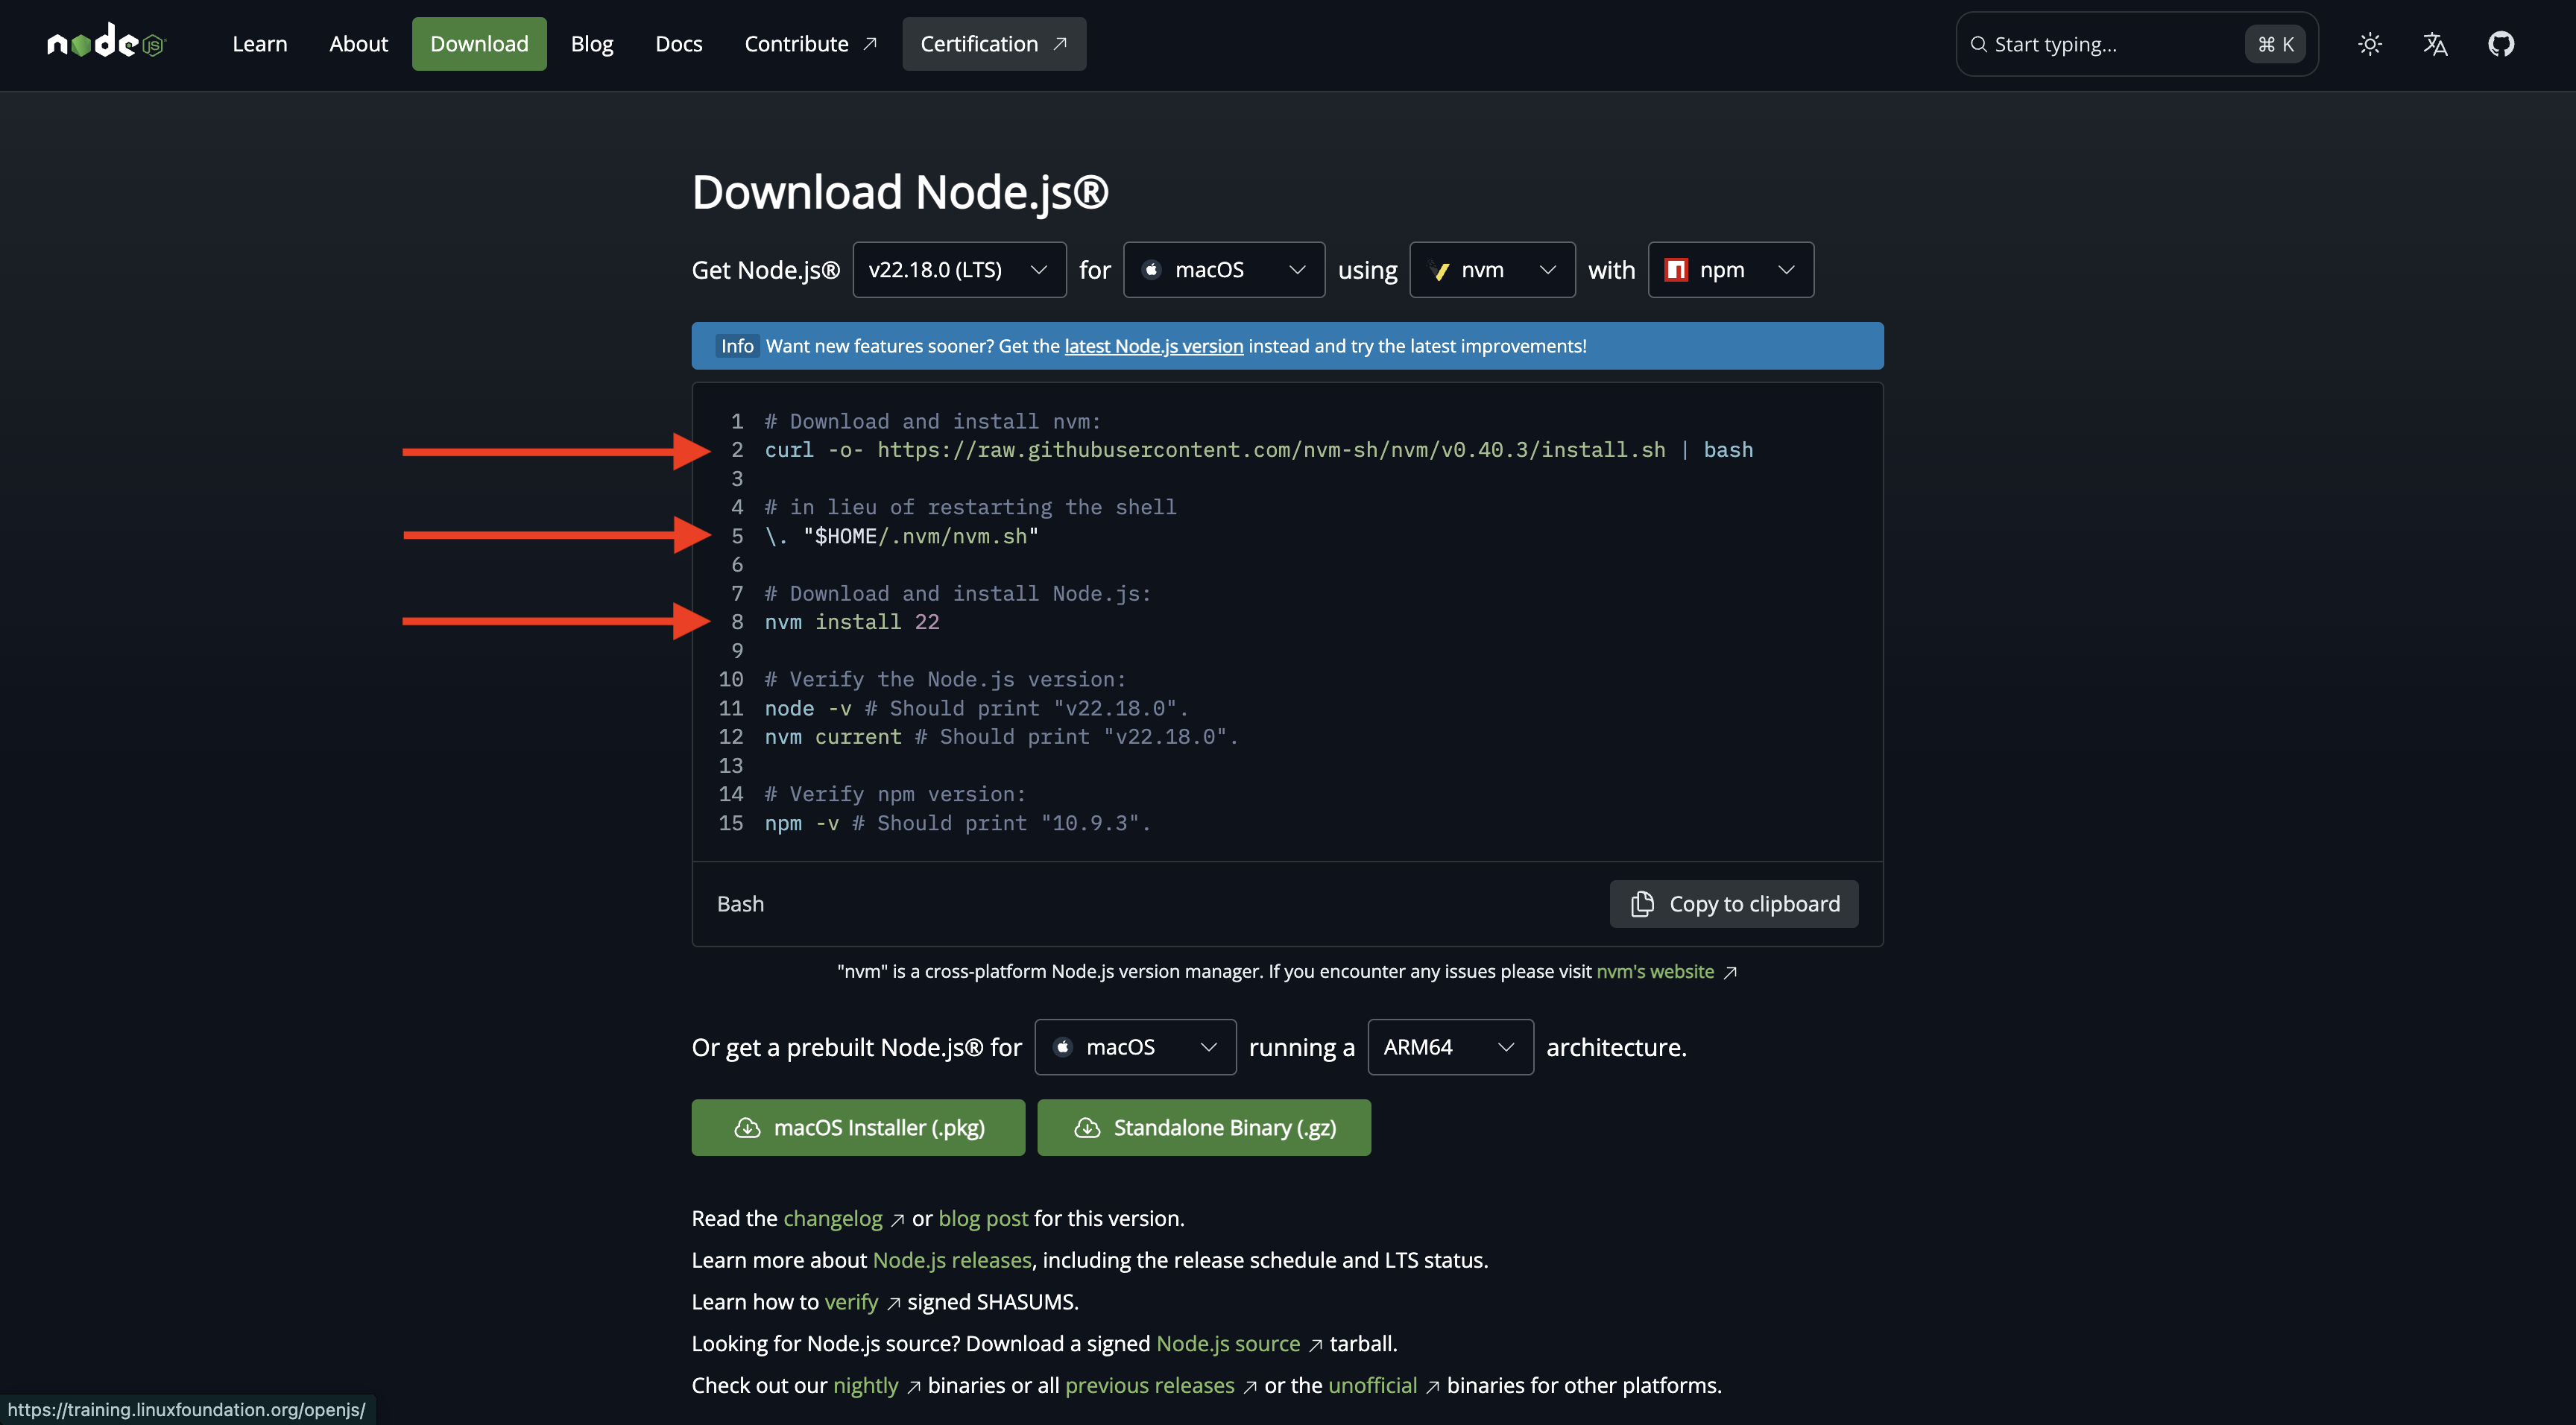 node JS
Learn About Download Blog Docs Contribute Certification Start typing... ⌘ K
Download Node.js®
Get Node.js® v22.18.0 (LTS) for macOS using nvm with npm
Info Want new features sooner? Get the latest Node.js version instead and try the latest improvements!
1 # Download and install nvm:
2 curl -o- https://raw.githubusercontent.com/nvm-sh/nvm/v0.40.3/install.sh | bash
3
4 # in lieu of restarting the shell
5 \. "$HOME/.nvm/nvm.sh"
6
7 # Download and install Node.js:
8 nvm install 22
9
10 # Verify the Node.js version:
11 node -v # Should print "v22.18.0".
12 nvm current # Should print "v22.18.0".
13
14 # Verify npm version:
15 npm -v # Should print "10.9.3".
Bash Copy to clipboard
"nvm" is a cross-platform Node.js version manager. If you encounter any issues please visit nvm's website
Or get a prebuilt Node.js® for macOS running a ARM64 architecture.
macOS Installer (.pkg) Standalone Binary (.gz)
Read the changelog or blog post for this version.
Learn more about Node.js releases, including the release schedule and LTS status.
Learn how to verify signed SHASUMS.
Looking for Node.js source? Download a signed Node.js source tarball.
Check out our nightly binaries or all previous releases or the unofficial binaries for other platforms.
https://training.linuxfoundation.org/openjs/